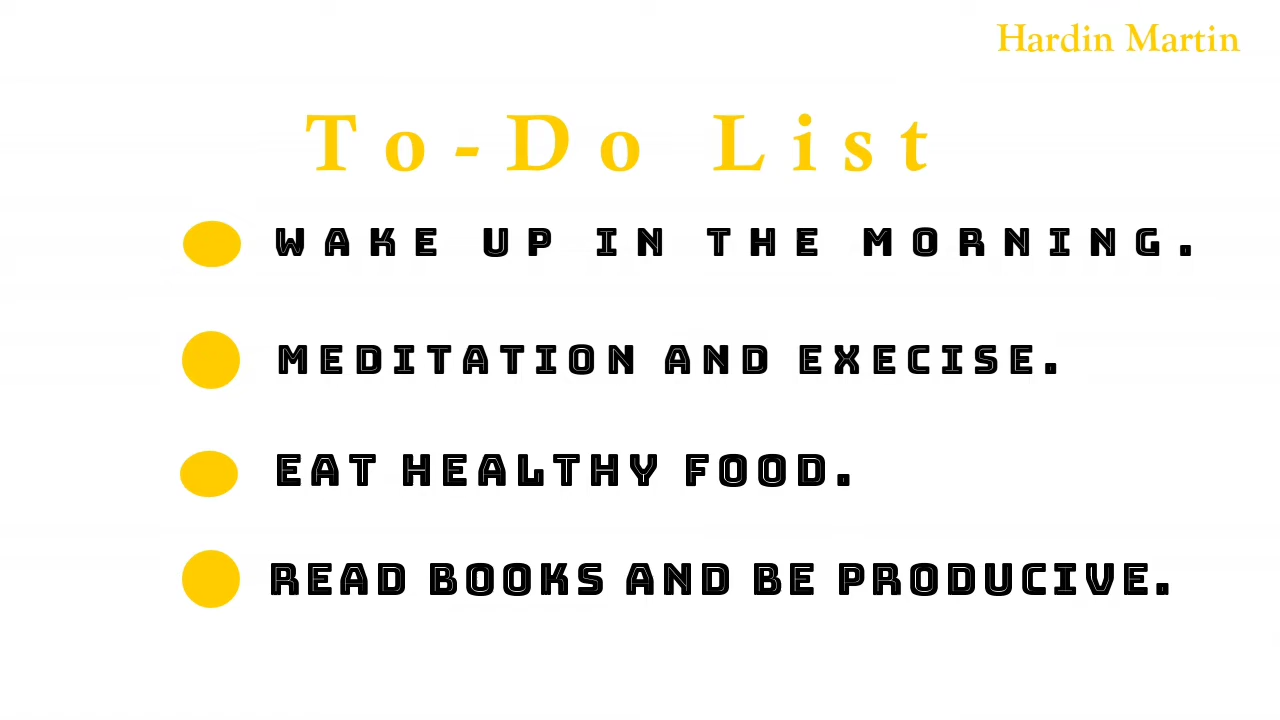 Hardin Martin
To-Do List
WAKE UP IN THE MORNING.
MEDITATION AND EXECISE.
EAT HEALTHY FOOD.
READ BOOKS AND BE PRODUCIVE.